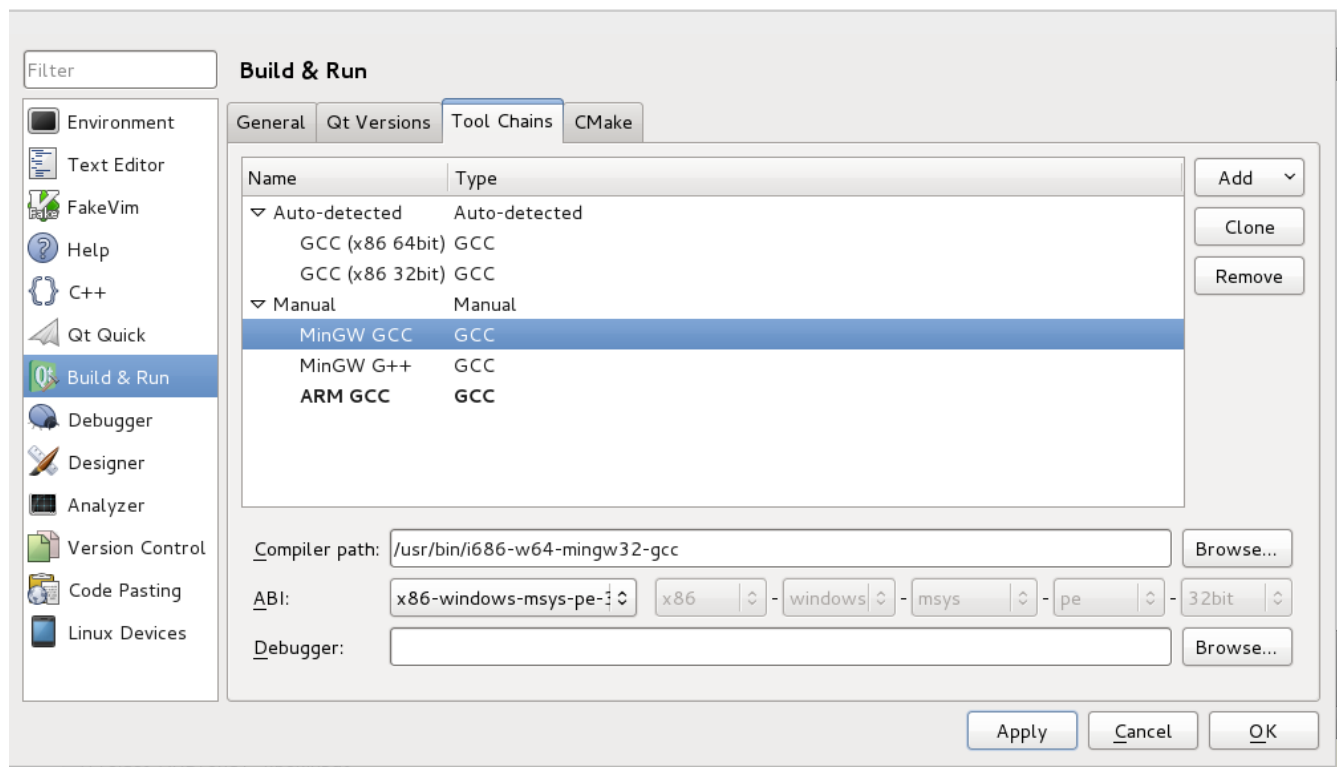 Filter
Build & Run
Environment
Text Editor
FakeVim
Help
C++
Qt Quick
Build & Run
Debugger
Designer
Analyzer
Version Control
Code Pasting
Linux Devices
General Qt Versions Tool Chains CMake
Name Type
Auto-detected Auto-detected
GCC (x86 64bit) GCC
GCC (x86 32bit) GCC
Manual Manual
MinGW GCC GCC
MinGW G++ GCC
ARM GCC GCC
Add
Clone
Remove
Compiler path: /usr/bin/i686-w64-mingw32-gcc Browse...
ABI: x86-windows-msys-pe-3 x86 - windows - msys - pe - 32bit
Debugger: Browse...
Apply Cancel OK